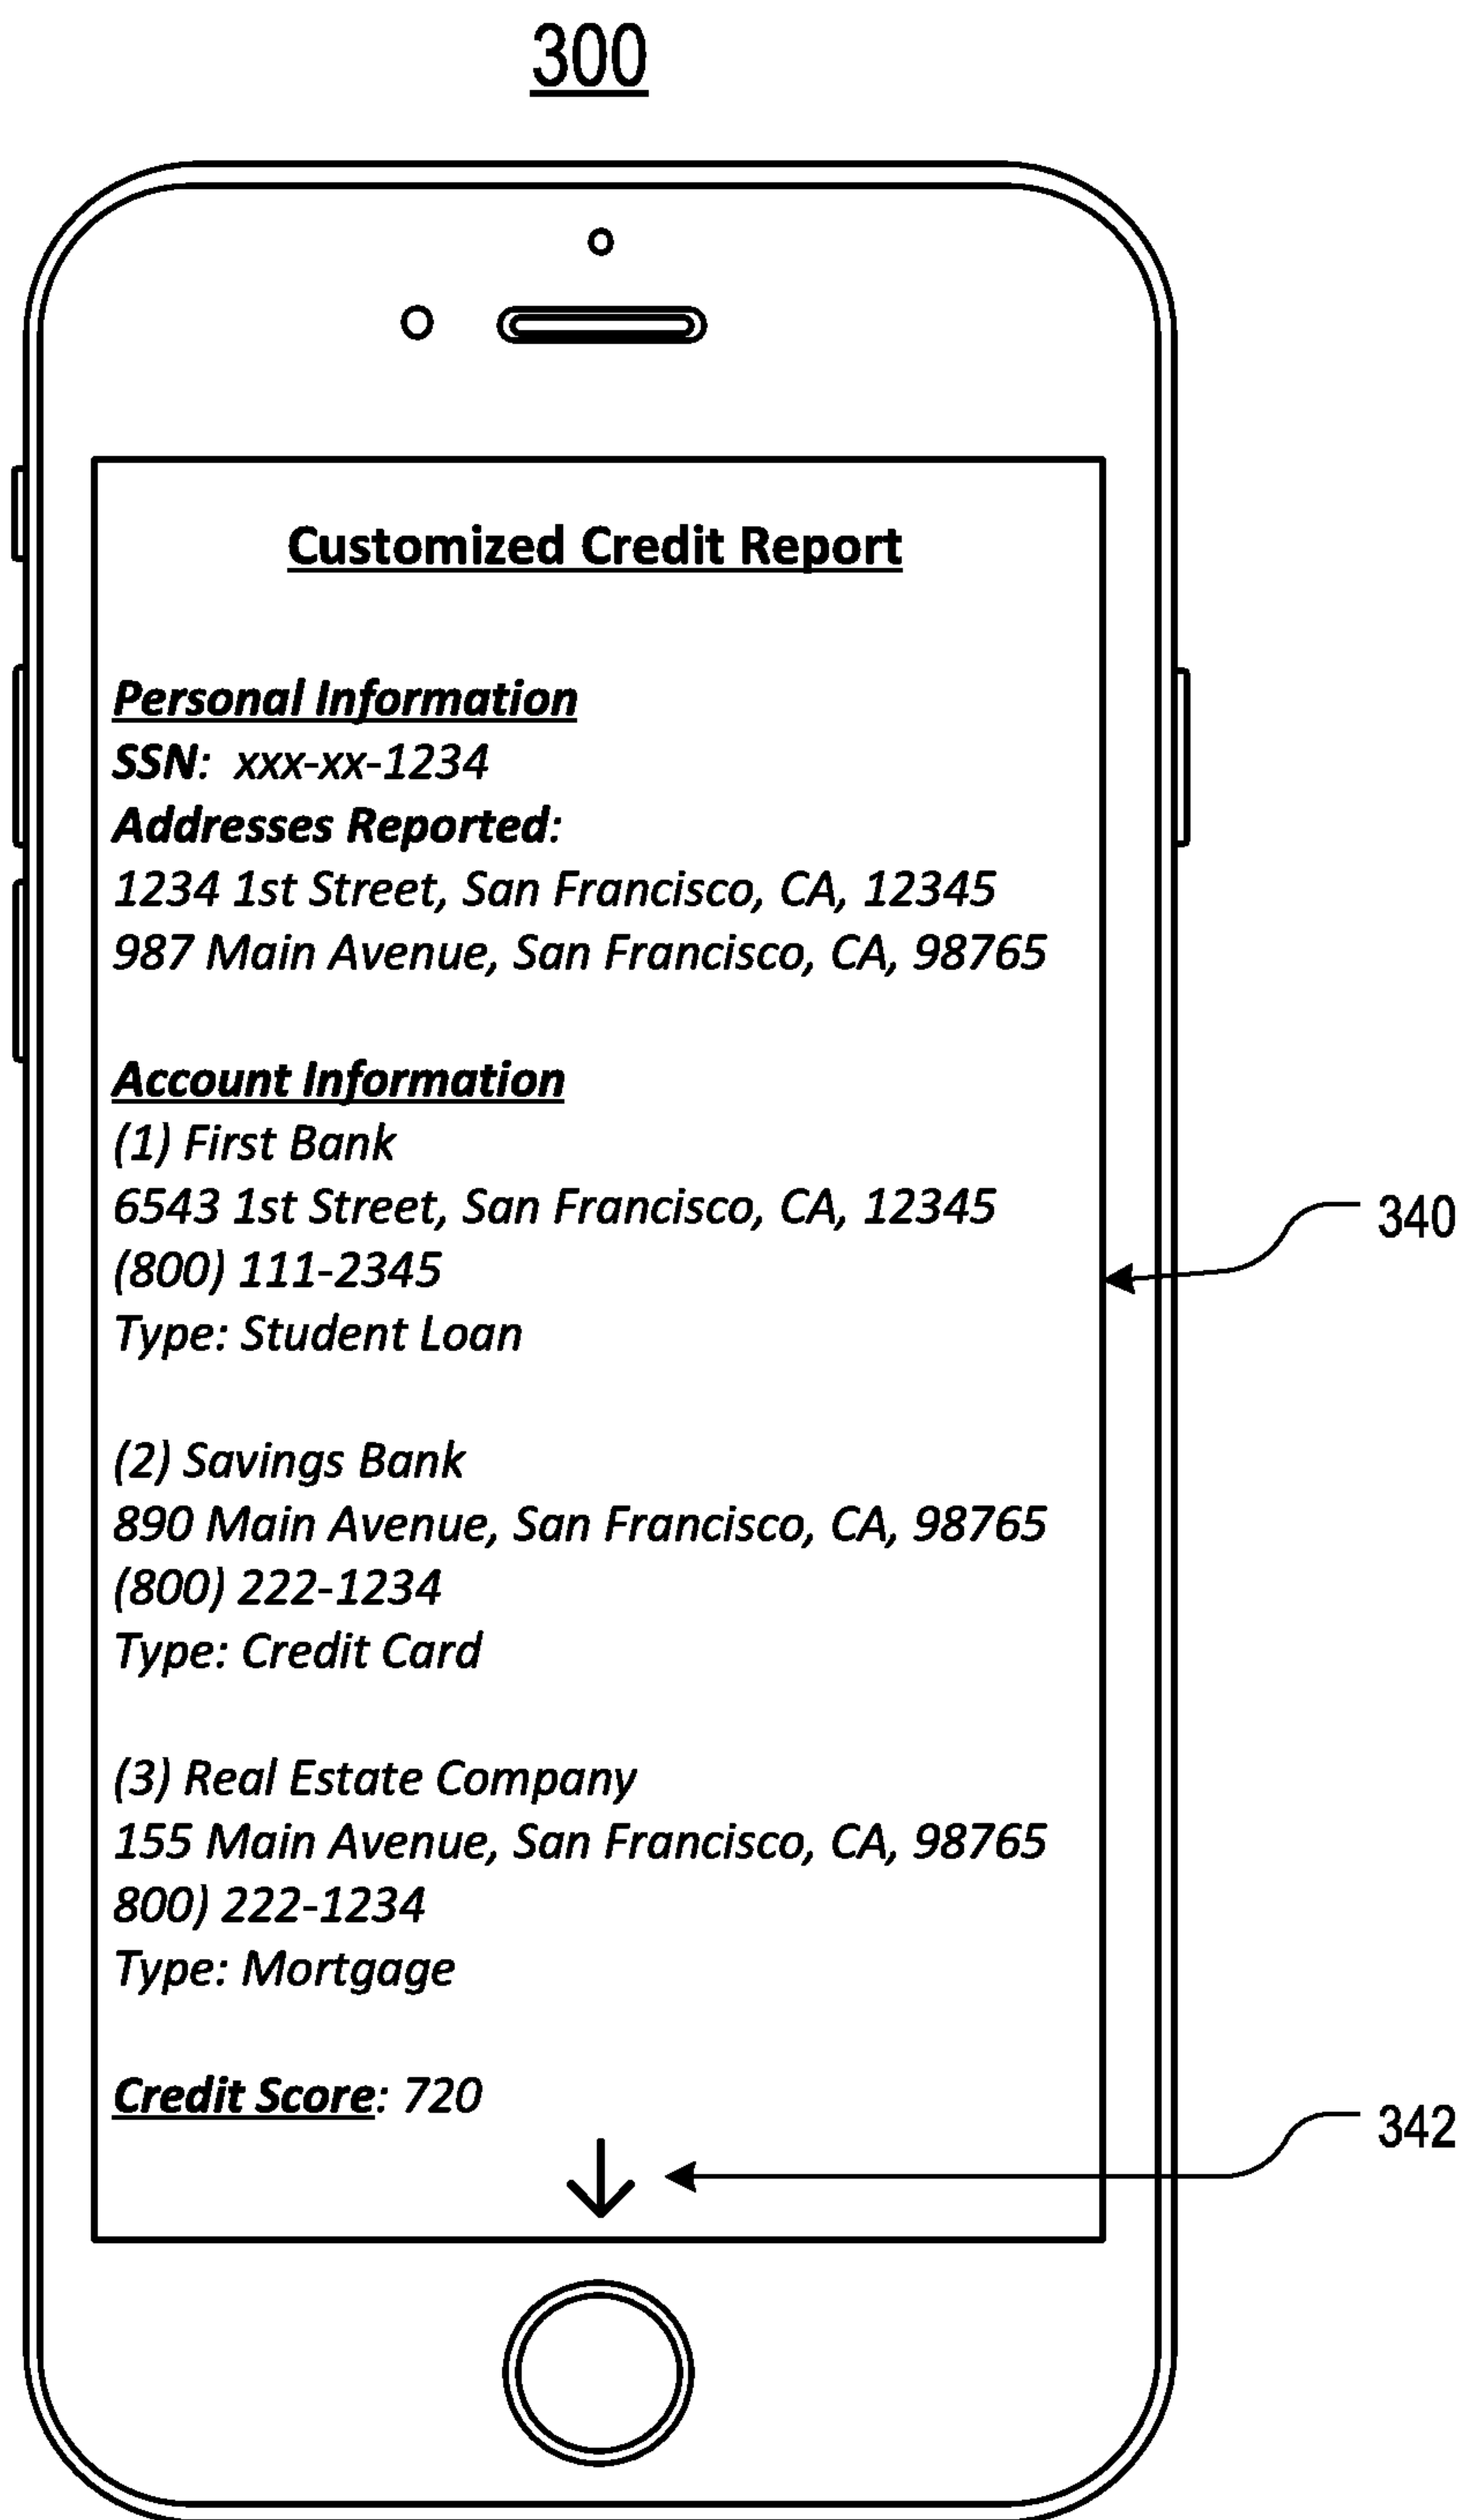 300
Customized Credit Report
Personal Information
SSN: xxx-xx-1234
Addresses Reported:
1234 1st Street, San Francisco, CA, 12345
987 Main Avenue, San Francisco, CA, 98765
Account Information
(1) First Bank
6543 1st Street, San Francisco, CA, 12345
(800) 111-2345
Type: Student Loan
(2) Savings Bank
890 Main Avenue, San Francisco, CA, 98765
(800) 222-1234
Type: Credit Card
(3) Real Estate Company
155 Main Avenue, San Francisco, CA, 98765
800) 222-1234
Type: Mortgage
Credit Score: 720
340
342